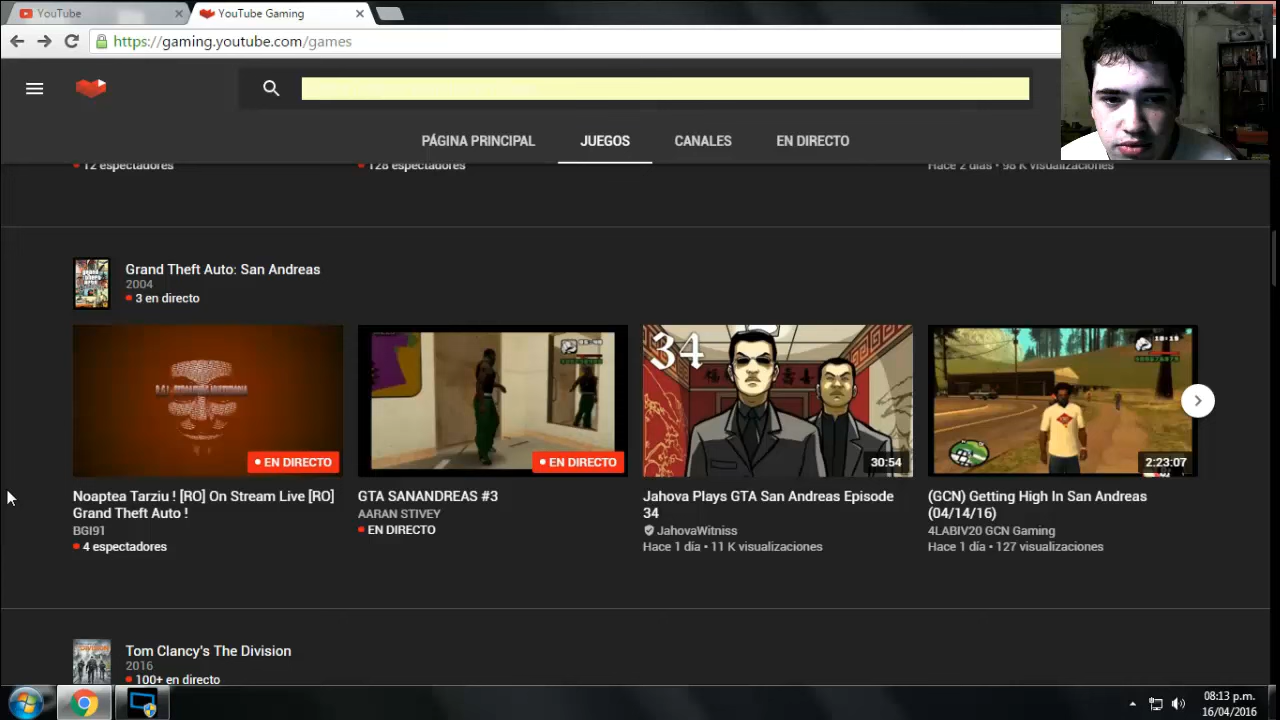 YouTube
YouTube Gaming
https://gaming.youtube.com/games
PÁGINA PRINCIPAL
JUEGOS
CANALES
EN DIRECTO
12 espectadores
128 espectadores
Hace 2 días • 98 K visualizaciones
Grand Theft Auto: San Andreas
2004
3 en directo
EN DIRECTO
EN DIRECTO
34
30:54
2:23:07
Noaptea Tarziu ! [RO] On Stream Live [RO]
Grand Theft Auto !
BGI91
4 espectadores
GTA SANANDREAS #3
AARAN STIVEY
EN DIRECTO
Jahova Plays GTA San Andreas Episode
34
JahovaWitniss
Hace 1 día • 11 K visualizaciones
(GCN) Getting High In San Andreas
(04/14/16)
4LABIV20 GCN Gaming
Hace 1 día • 127 visualizaciones
Tom Clancy's The Division
2016
100+ en directo
08:13 p.m.
16/04/2016